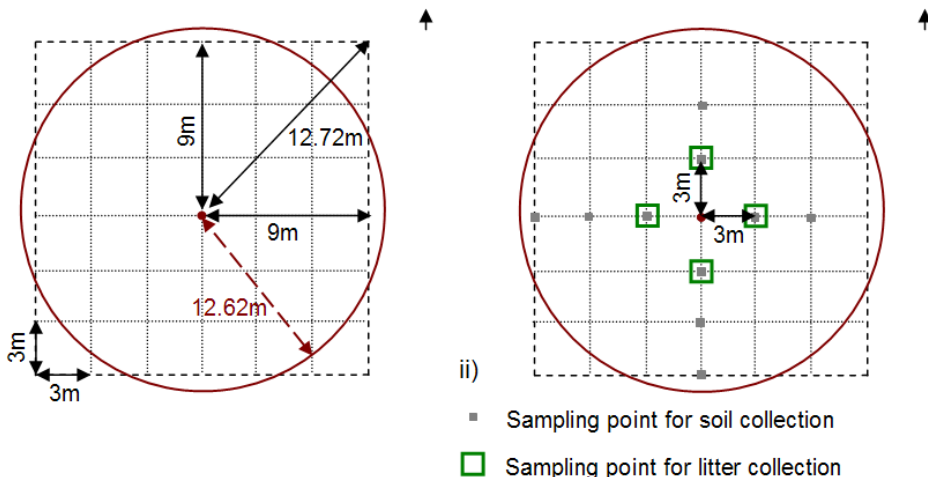 9m
12.72m
9m
12.62m
3m
3m
3m
3m
ii)
Sampling point for soil collection
Sampling point for litter collection